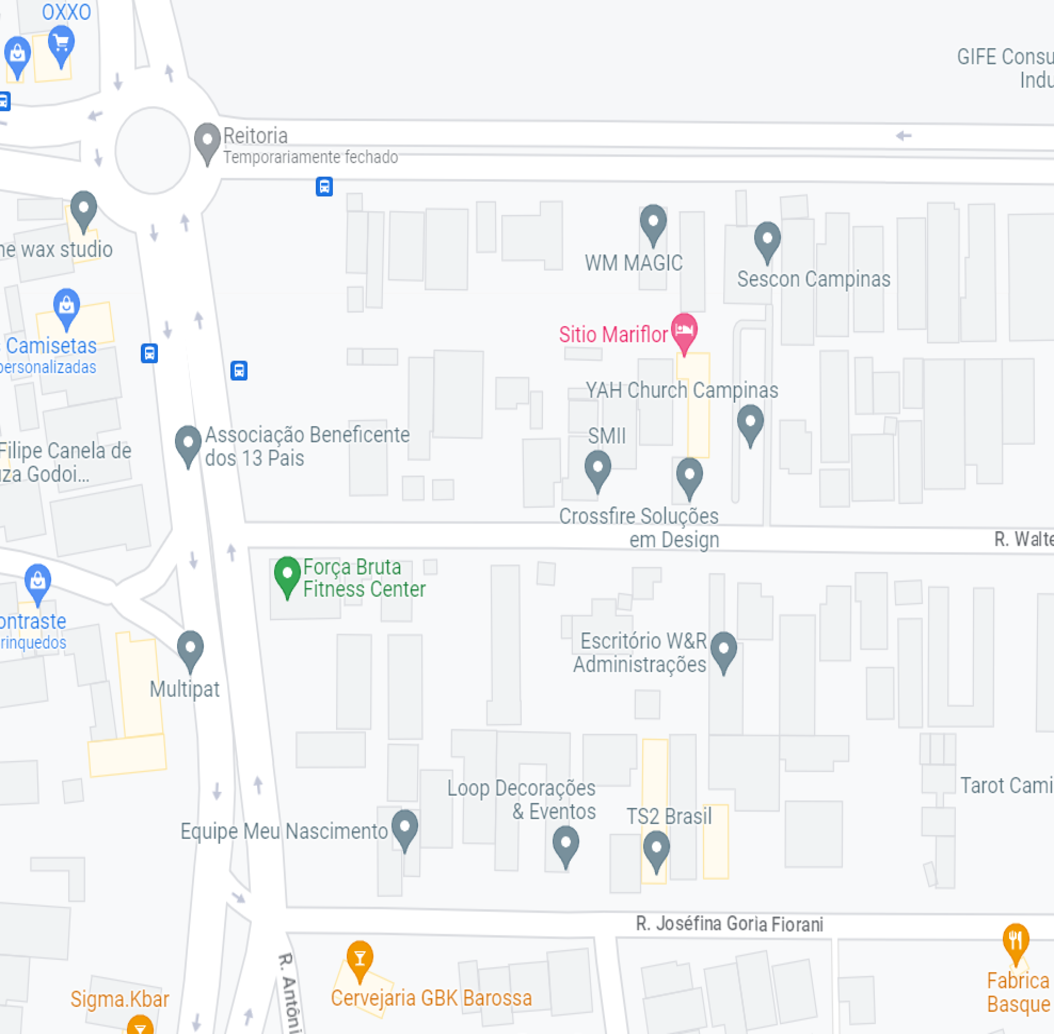 OXXO
GIFE Consu
Indu
Reitoria
Temporariamente fechado
ne wax studio
WM MAGIC
Sescon Campinas
Camisetas
personalizadas
Sitio Mariflor
YAH Church Campinas
SMII
Associação Beneficente
dos 13 Pais
Filipe Canela de
uza Godoi...
Crossfire Soluções
em Design
R. Walte
Força Bruta
Fitness Center
ontraste
rinquedos
Escritório W&R
Administrações
Multipat
Loop Decorações
& Eventos
Tarot Cami
TS2 Brasil
Equipe Meu Nascimento
R. Joséfina Goria Fiorani
R. Antôni
Cervejaria GBK Barossa
Sigma.Kbar
Fabrica
Basque